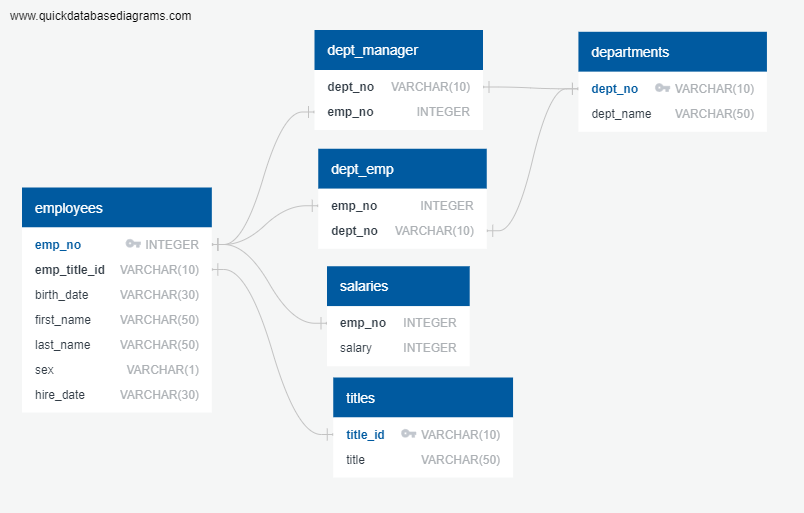 www.quickdatabasediagrams.com
dept_manager
dept_no VARCHAR(10)
emp_no INTEGER
departments
dept_no VARCHAR(10)
dept_name VARCHAR(50)
dept_emp
emp_no INTEGER
dept_no VARCHAR(10)
employees
emp_no INTEGER
emp_title_id VARCHAR(10)
birth_date VARCHAR(30)
first_name VARCHAR(50)
last_name VARCHAR(50)
sex VARCHAR(1)
hire_date VARCHAR(30)
salaries
emp_no INTEGER
salary INTEGER
titles
title_id VARCHAR(10)
title VARCHAR(50)